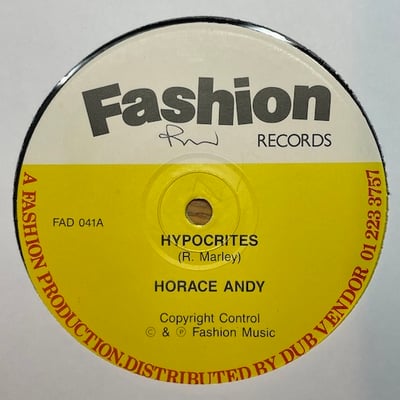 Fashion
RECORDS
FAD 041A
HYPOCRITES
(R. Marley)
HORACE ANDY
Copyright Control
© & ℗ Fashion Music
A FASHION PRODUCTION. DISTRIBUTED BY DUB VENDOR 01 223 3757